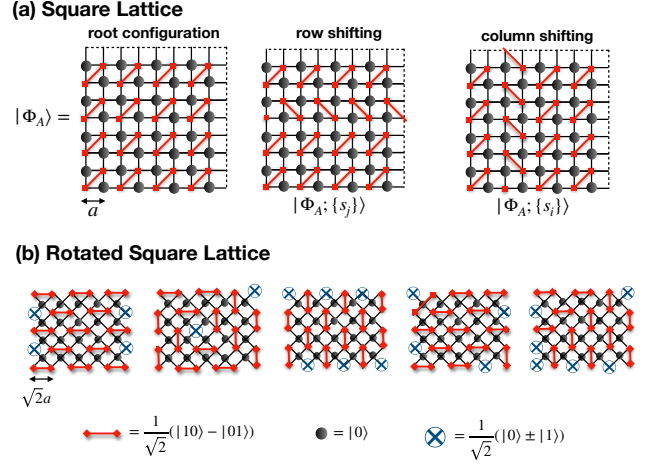 (a) Square Lattice
root configuration row shifting column shifting
|Φ_A⟩ =
a
|Φ_A; {s_j}⟩ |Φ_A; {s_i}⟩
(b) Rotated Square Lattice
√2a
= 1/√2 (|10⟩ − |01⟩) = |0⟩ = 1/√2 (|0⟩ ± |1⟩)